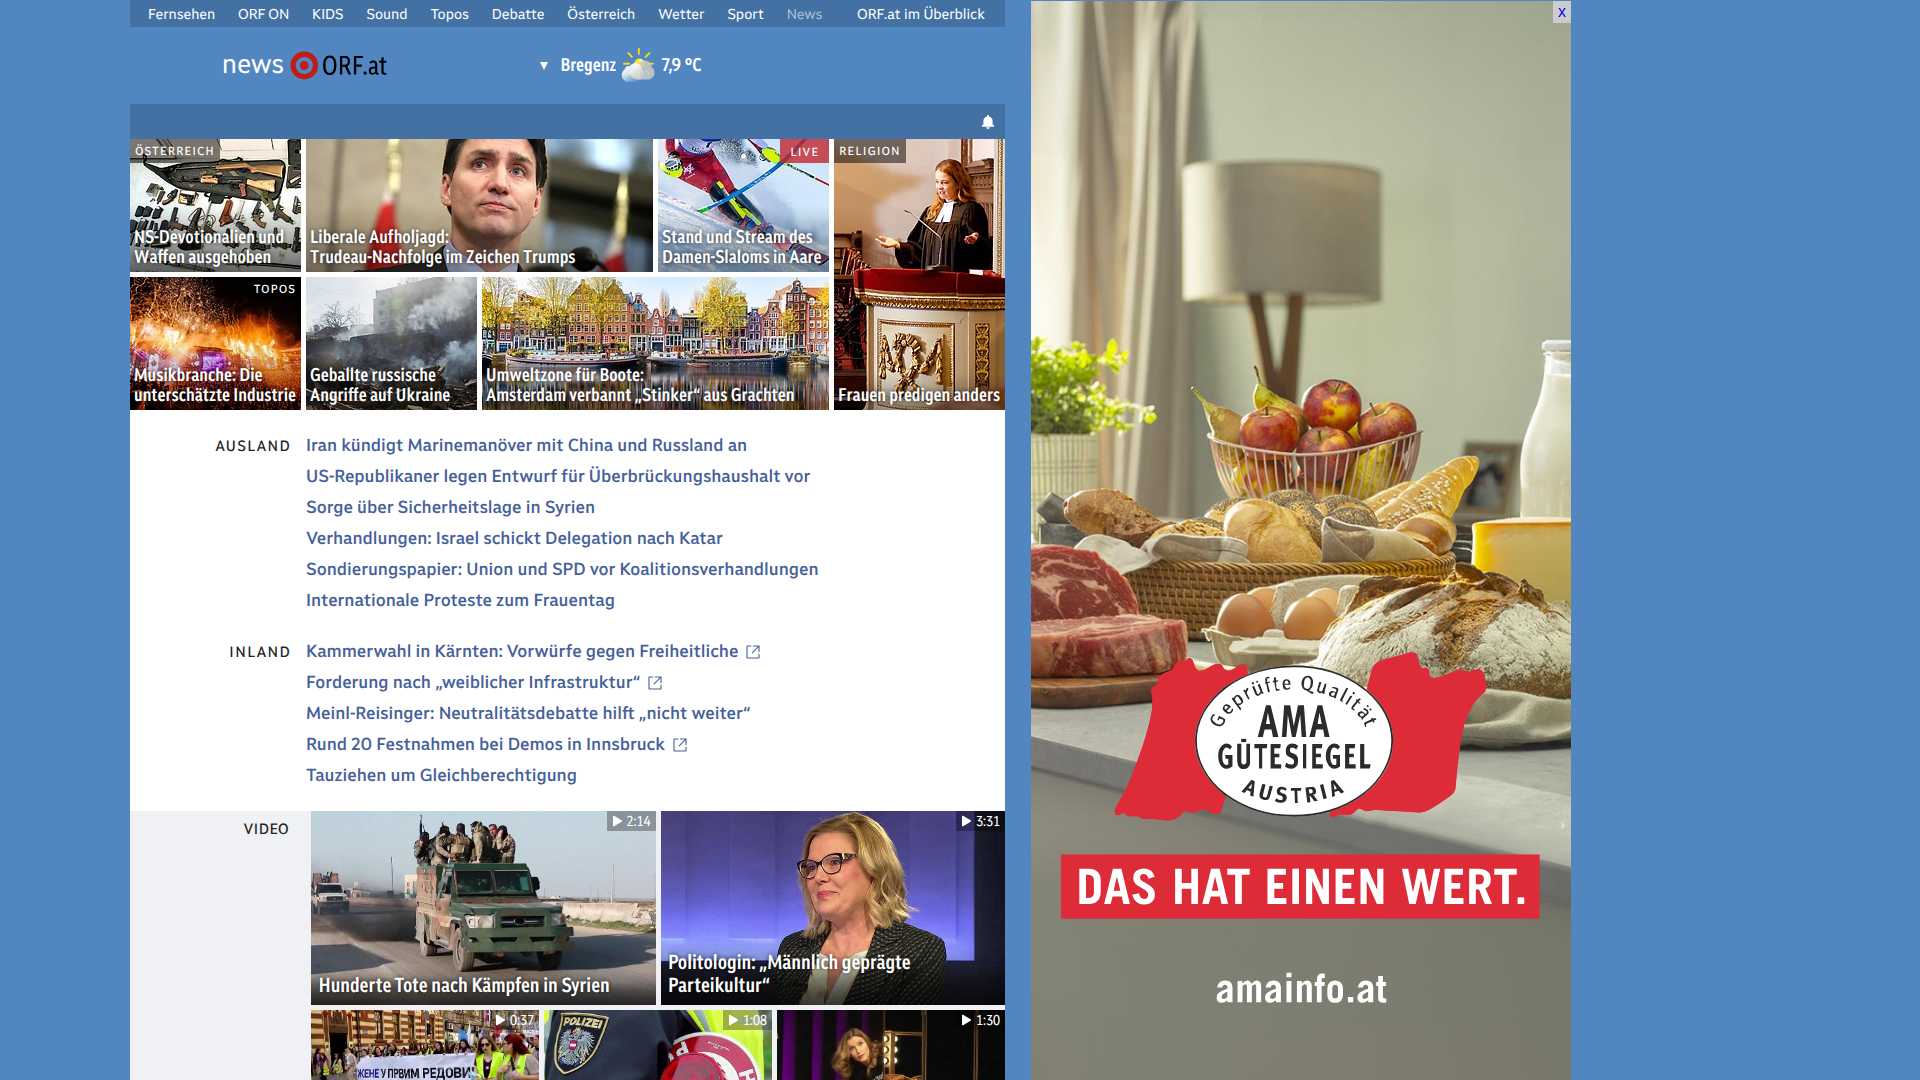 Fernsehen ORF ON KIDS Sound Topos Debatte Österreich Wetter Sport News ORF.at im Überblick
news ORF.at
▼ Bregenz 7,9 °C
ÖSTERREICH
NS-Devotionalien und
Waffen ausgehoben
Liberale Aufholjagd:
Trudeau-Nachfolge im Zeichen Trumps
LIVE
Stand und Stream des
Damen-Slaloms in Aare
RELIGION
Frauen predigen anders
TOPOS
Musikbranche: Die
unterschätzte Industrie
Geballte russische
Angriffe auf Ukraine
Umweltzone für Boote:
Amsterdam verbannt „Stinker“ aus Grachten
AUSLAND
Iran kündigt Marinemanöver mit China und Russland an
US-Republikaner legen Entwurf für Überbrückungshaushalt vor
Sorge über Sicherheitslage in Syrien
Verhandlungen: Israel schickt Delegation nach Katar
Sondierungspapier: Union und SPD vor Koalitionsverhandlungen
Internationale Proteste zum Frauentag
INLAND
Kammerwahl in Kärnten: Vorwürfe gegen Freiheitliche
Forderung nach „weiblicher Infrastruktur“
Meinl-Reisinger: Neutralitätsdebatte hilft „nicht weiter“
Rund 20 Festnahmen bei Demos in Innsbruck
Tauziehen um Gleichberechtigung
VIDEO
2:14
Hunderte Tote nach Kämpfen in Syrien
3:31
Politologin: „Männlich geprägte
Parteikultur“
0:37
ЖЕНЕ У ПРВИМ РЕДОВИ
1:08
POLIZEI
1:30
X
Geprüfte Qualität
AMA
GÜTESIEGEL
AUSTRIA
DAS HAT EINEN WERT.
amainfo.at